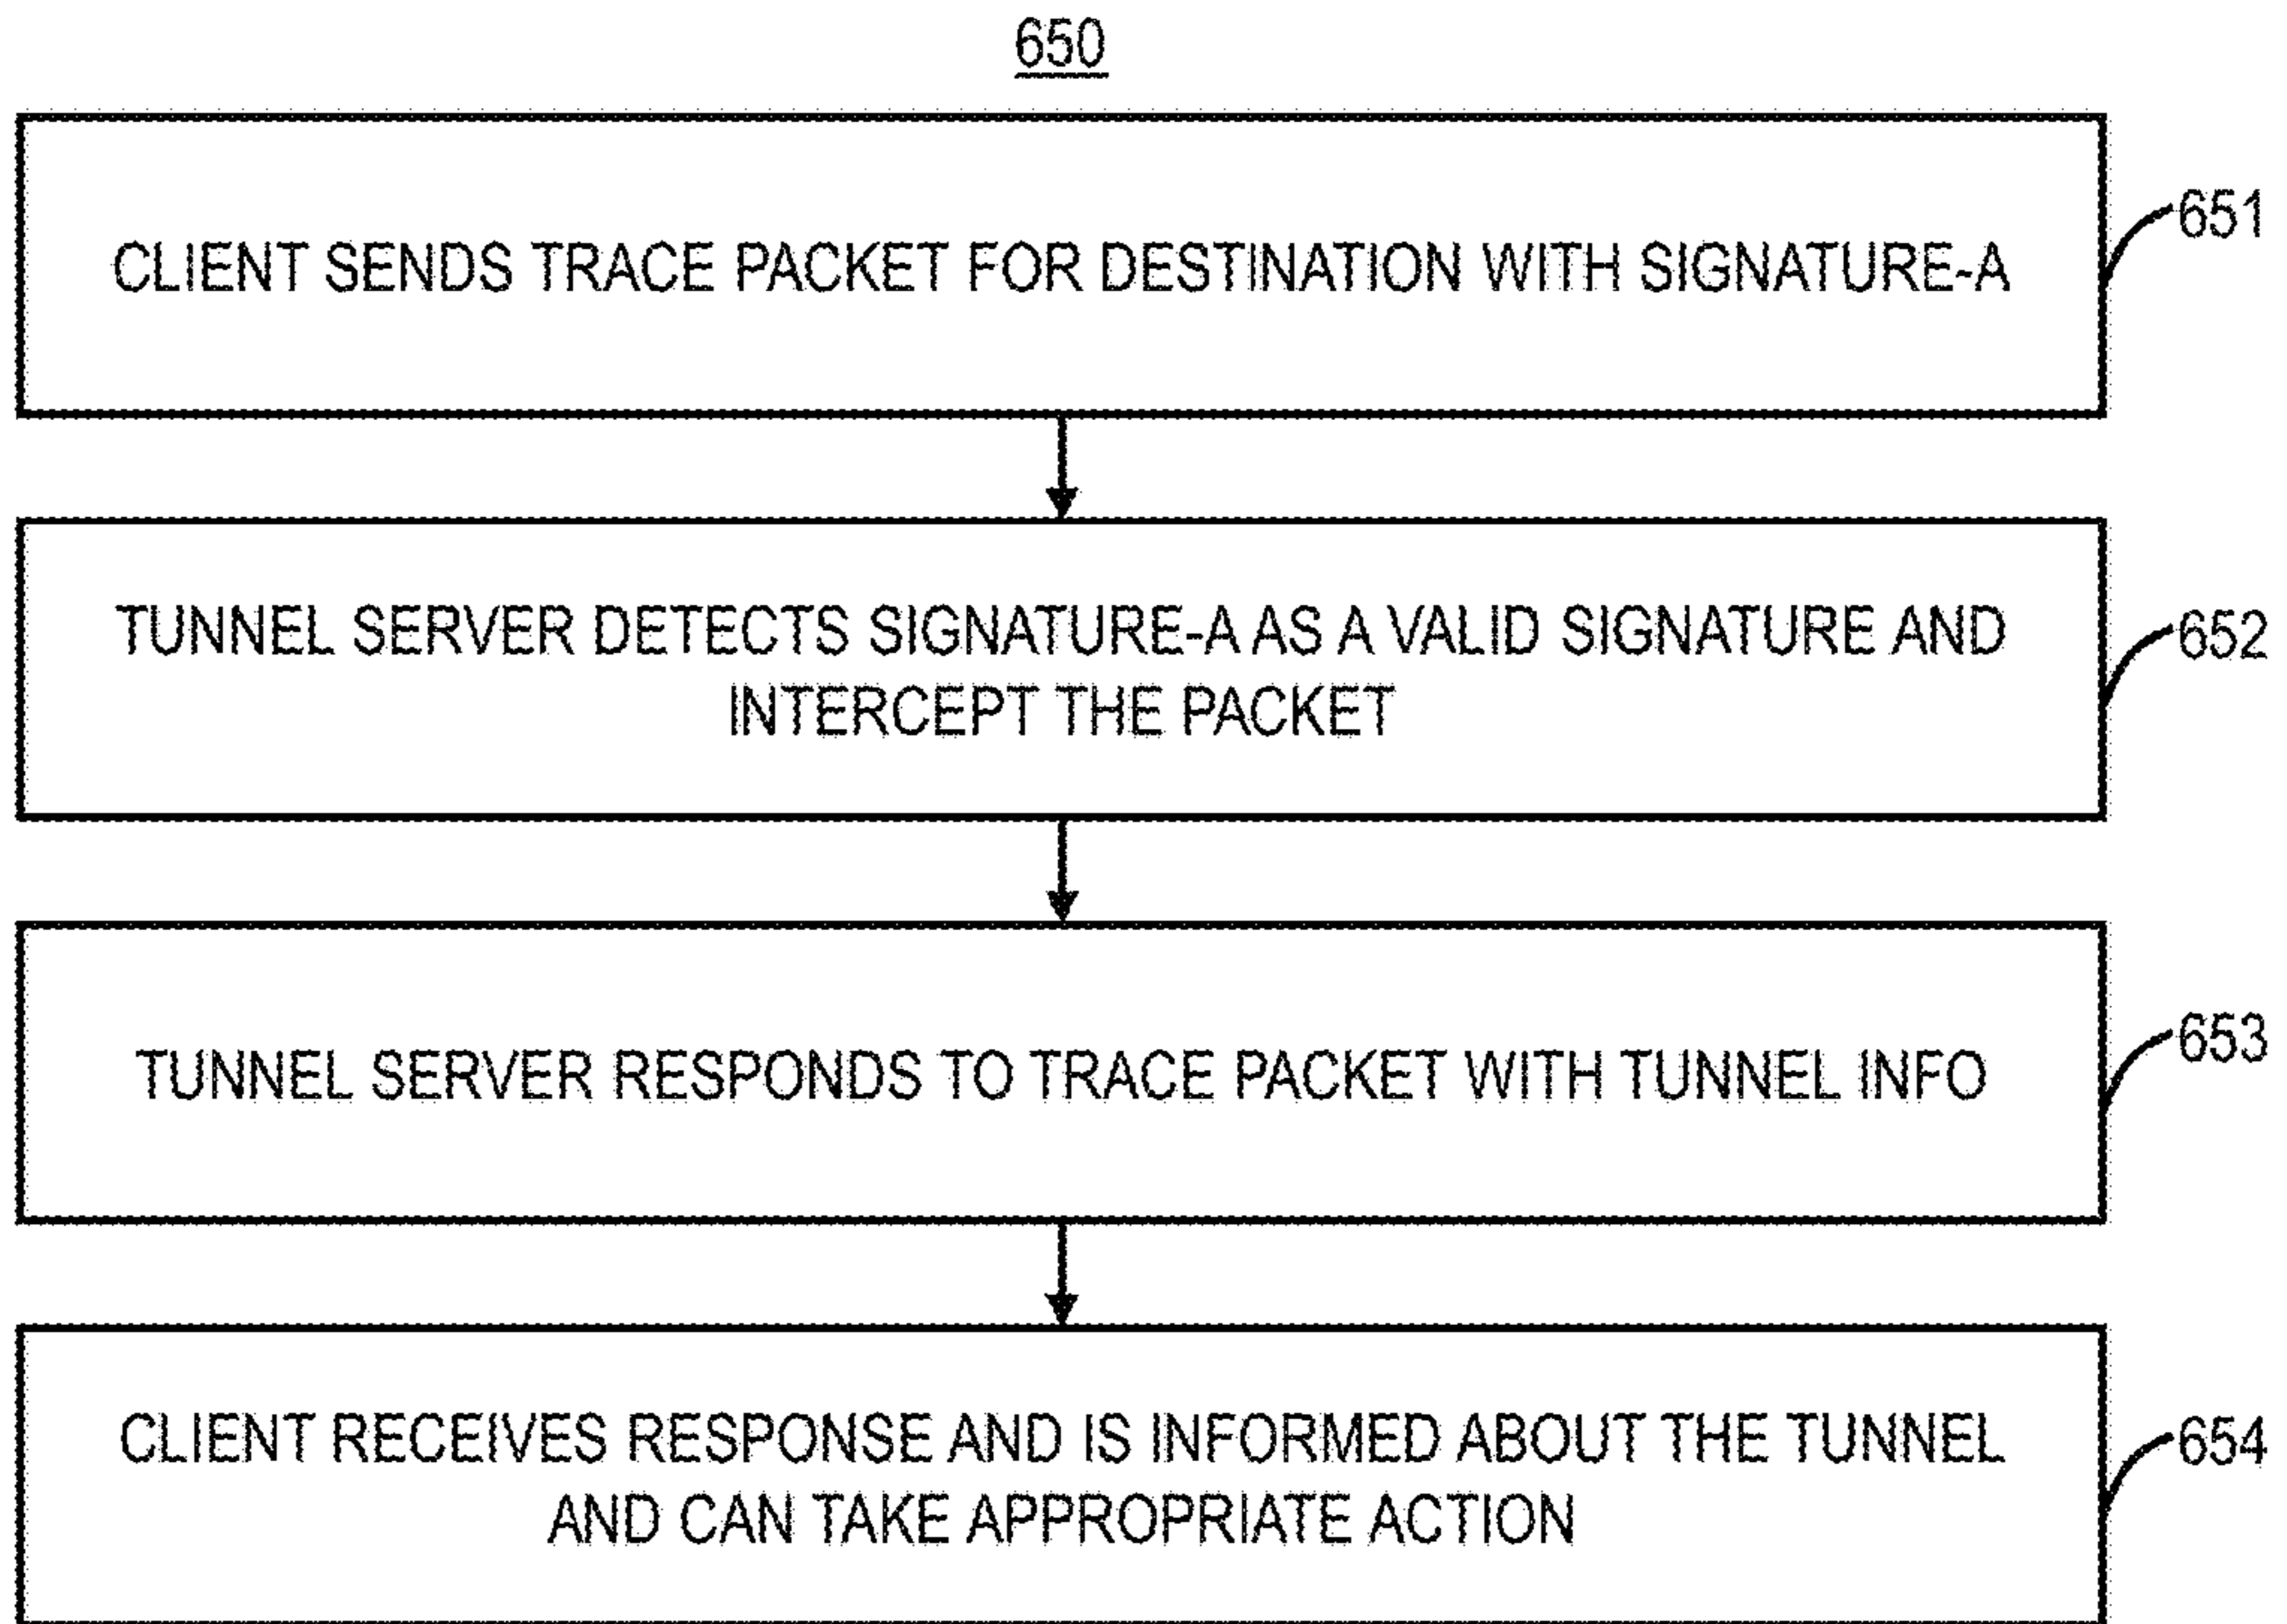 650
CLIENT SENDS TRACE PACKET FOR DESTINATION WITH SIGNATURE-A
651
TUNNEL SERVER DETECTS SIGNATURE-A AS A VALID SIGNATURE AND
INTERCEPT THE PACKET
652
TUNNEL SERVER RESPONDS TO TRACE PACKET WITH TUNNEL INFO
653
CLIENT RECEIVES RESPONSE AND IS INFORMED ABOUT THE TUNNEL
AND CAN TAKE APPROPRIATE ACTION
654